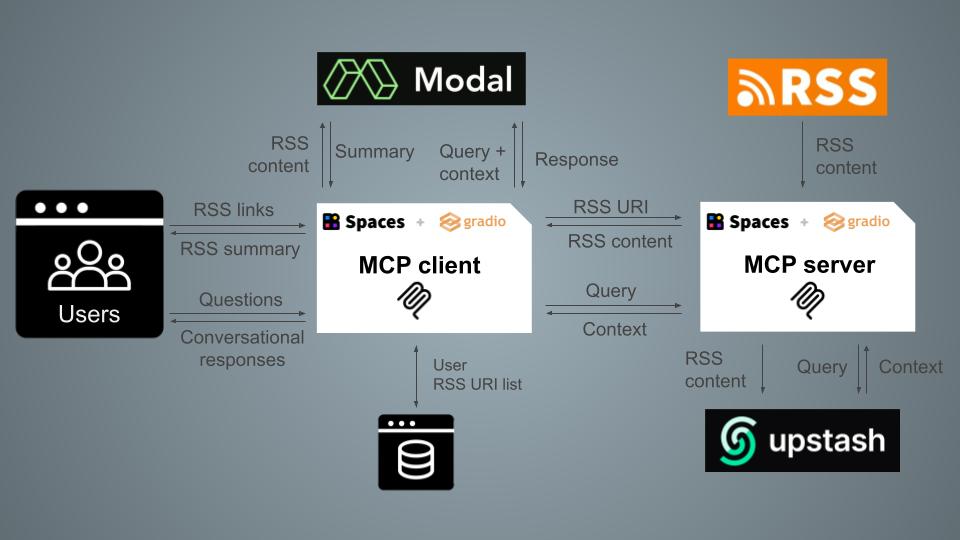 Modal
RSS
RSS
content
Summary
Query +
context
Response
RSS
content
Users
RSS links
RSS summary
Questions
Conversational
responses
Spaces + gradio
MCP client
RSS URI
RSS content
Query
Context
Spaces + gradio
MCP server
User
RSS URI list
RSS
content
Query
Context
upstash